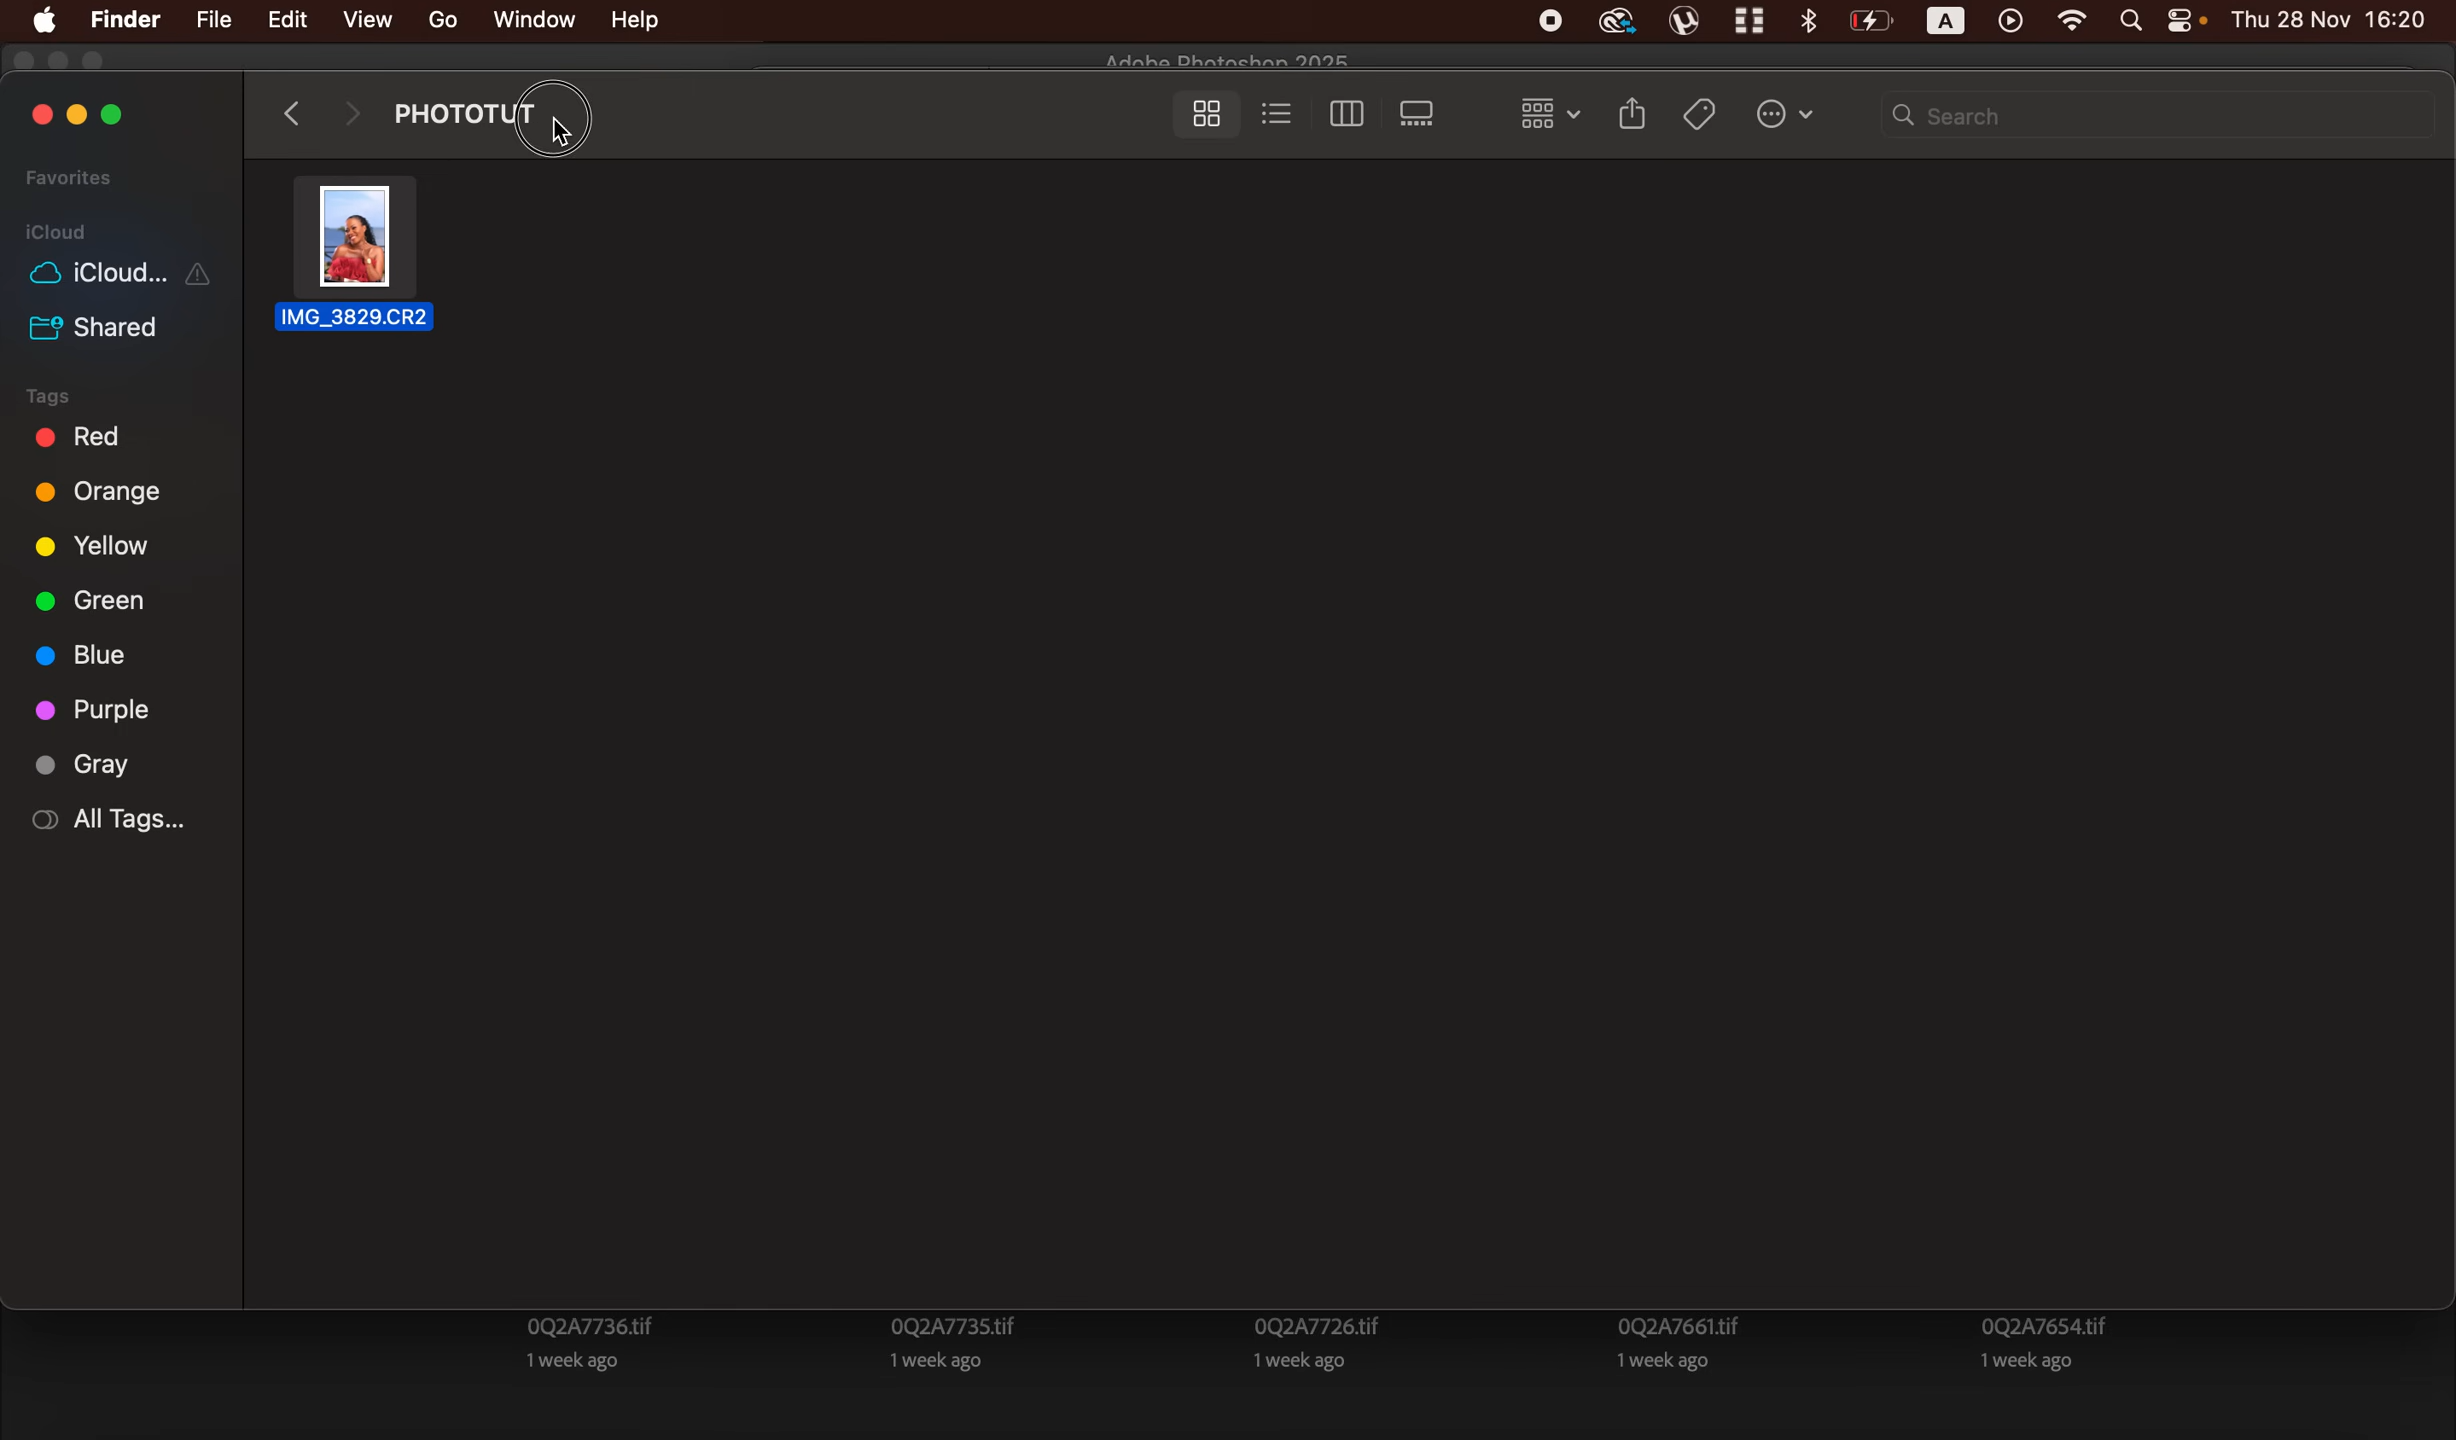 Finder File Edit View Go Window Help A Thu 28 Nov 16:20
Adobe Photoshop 2025
PHOTOTUT Search
Favorites
iCloud
iCloud...
Shared
Tags
Red
Orange
Yellow
Green
Blue
Purple
Gray
All Tags...
IMG_3829.CR2
0Q2A7736.tif 0Q2A7735.tif 0Q2A7726.tif 0Q2A7661.tif 0Q2A7654.tif
1 week ago 1 week ago 1 week ago 1 week ago 1 week ago